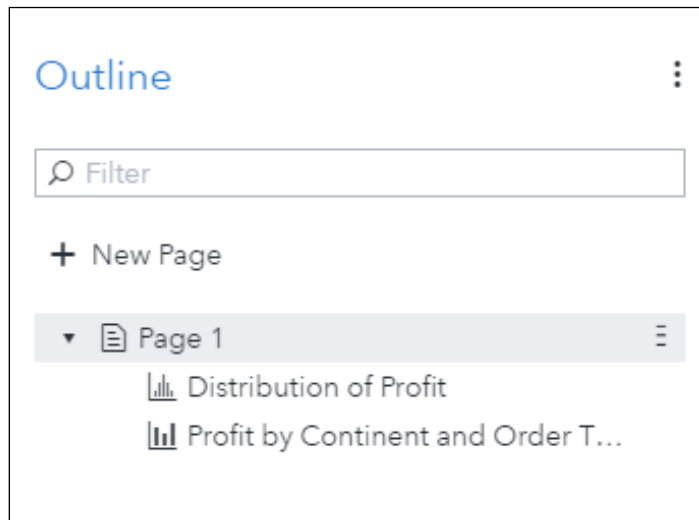 Outline
Filter
New Page
Page 1
Distribution of Profit
Profit by Continent and Order T...